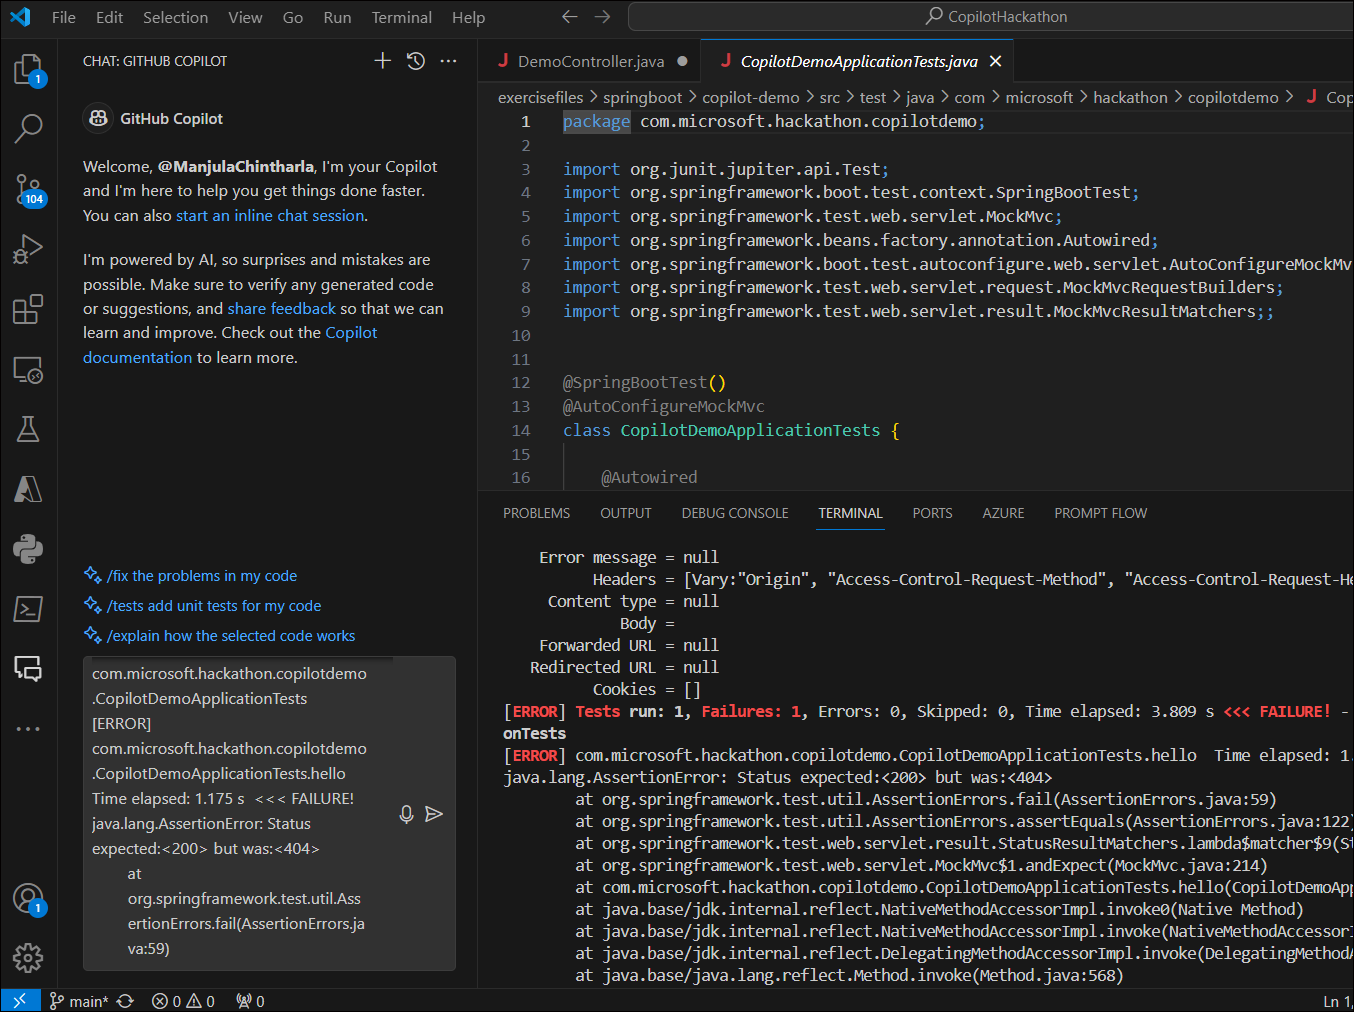 File Edit Selection View Go Run Terminal Help
CopilotHackathon
CHAT: GITHUB COPILOT
DemoController.java
CopilotDemoApplicationTests.java
exercisefiles > springboot > copilot-demo > src > test > java > com > microsoft > hackathon > copilotdemo > J Cop
1
104
GitHub Copilot
Welcome, @ManjulaChintharla, I'm your Copilot
and I'm here to help you get things done faster.
You can also start an inline chat session.
I'm powered by AI, so surprises and mistakes are
possible. Make sure to verify any generated code
or suggestions, and share feedback so that we can
learn and improve. Check out the Copilot
documentation to learn more.
/fix the problems in my code
/tests add unit tests for my code
/explain how the selected code works
com.microsoft.hackathon.copilotdemo
.CopilotDemoApplicationTests
[ERROR]
com.microsoft.hackathon.copilotdemo
.CopilotDemoApplicationTests.hello
Time elapsed: 1.175 s <<< FAILURE!
java.lang.AssertionError: Status
expected:<200> but was:<404>
at
org.springframework.test.util.Ass
ertionErrors.fail(AssertionErrors.ja
va:59)
1
1 package com.microsoft.hackathon.copilotdemo;
2
3 import org.junit.jupiter.api.Test;
4 import org.springframework.boot.test.context.SpringBootTest;
5 import org.springframework.test.web.servlet.MockMvc;
6 import org.springframework.beans.factory.annotation.Autowired;
7 import org.springframework.boot.test.autoconfigure.web.servlet.AutoConfigureMockMv
8 import org.springframework.test.web.servlet.request.MockMvcRequestBuilders;
9 import org.springframework.test.web.servlet.result.MockMvcResultMatchers;;
10
11
12 @SpringBootTest()
13 @AutoConfigureMockMvc
14 class CopilotDemoApplicationTests {
15
16 @Autowired
PROBLEMS OUTPUT DEBUG CONSOLE TERMINAL PORTS AZURE PROMPT FLOW
Error message = null
Headers = [Vary:"Origin", "Access-Control-Request-Method", "Access-Control-Request-He
Content type = null
Body =
Forwarded URL = null
Redirected URL = null
Cookies = []
[ERROR] Tests run: 1, Failures: 1, Errors: 0, Skipped: 0, Time elapsed: 3.809 s <<< FAILURE! -
onTests
[ERROR] com.microsoft.hackathon.copilotdemo.CopilotDemoApplicationTests.hello Time elapsed: 1.
java.lang.AssertionError: Status expected:<200> but was:<404>
at org.springframework.test.util.AssertionErrors.fail(AssertionErrors.java:59)
at org.springframework.test.util.AssertionErrors.assertEquals(AssertionErrors.java:122)
at org.springframework.test.web.servlet.result.StatusResultMatchers.lambda$matcher$9(St
at org.springframework.test.web.servlet.MockMvc$1.andExpect(MockMvc.java:214)
at com.microsoft.hackathon.copilotdemo.CopilotDemoApplicationTests.hello(CopilotDemoApp
at java.base/jdk.internal.reflect.NativeMethodAccessorImpl.invoke0(Native Method)
at java.base/jdk.internal.reflect.NativeMethodAccessorImpl.invoke(NativeMethodAccessorI
at java.base/jdk.internal.reflect.DelegatingMethodAccessorImpl.invoke(DelegatingMethodA
at java.base/java.lang.reflect.Method.invoke(Method.java:568)
main* 0 0 0
Ln 1,